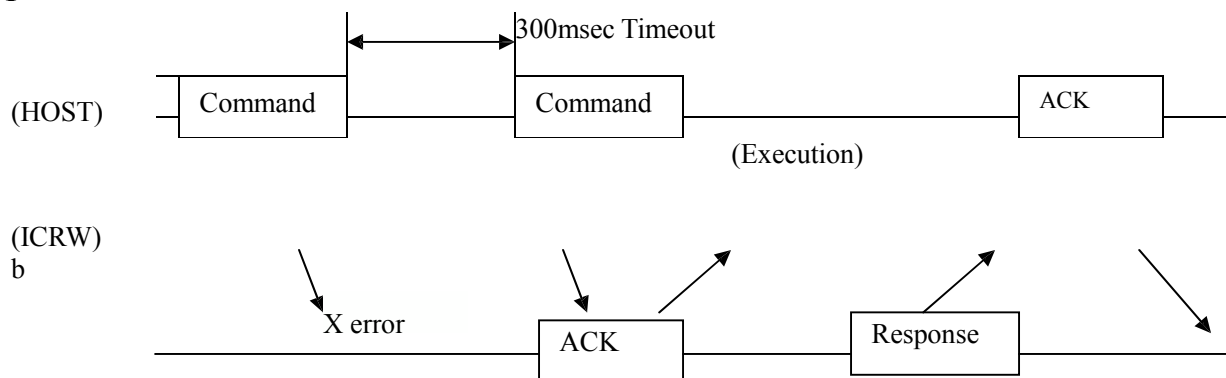 300msec Timeout
(HOST)
Command
Command
ACK
(Execution)
(ICRW)
b
X error
ACK
Response